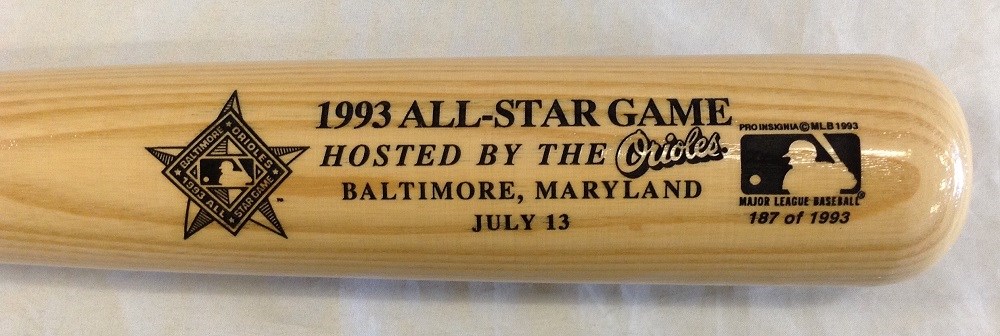 BALTIMORE ORIOLES
1993 ALL STAR GAME
™
1993 ALL-STAR GAME
HOSTED BY THE Orioles.
BALTIMORE, MARYLAND
JULY 13
PRO INSIGNIA © MLB 1993
MAJOR LEAGUE BASEBALL®
187 of 1993